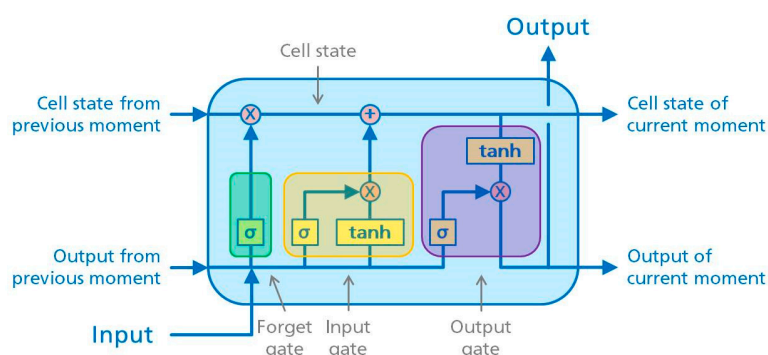 Output
Cell state
Cell state from
previous moment
X
+
Cell state of
current moment
tanh
X
X
σ
σ
tanh
σ
Output from
previous moment
Output of
current moment
Input
Forget
gate
Input
gate
Output
gate